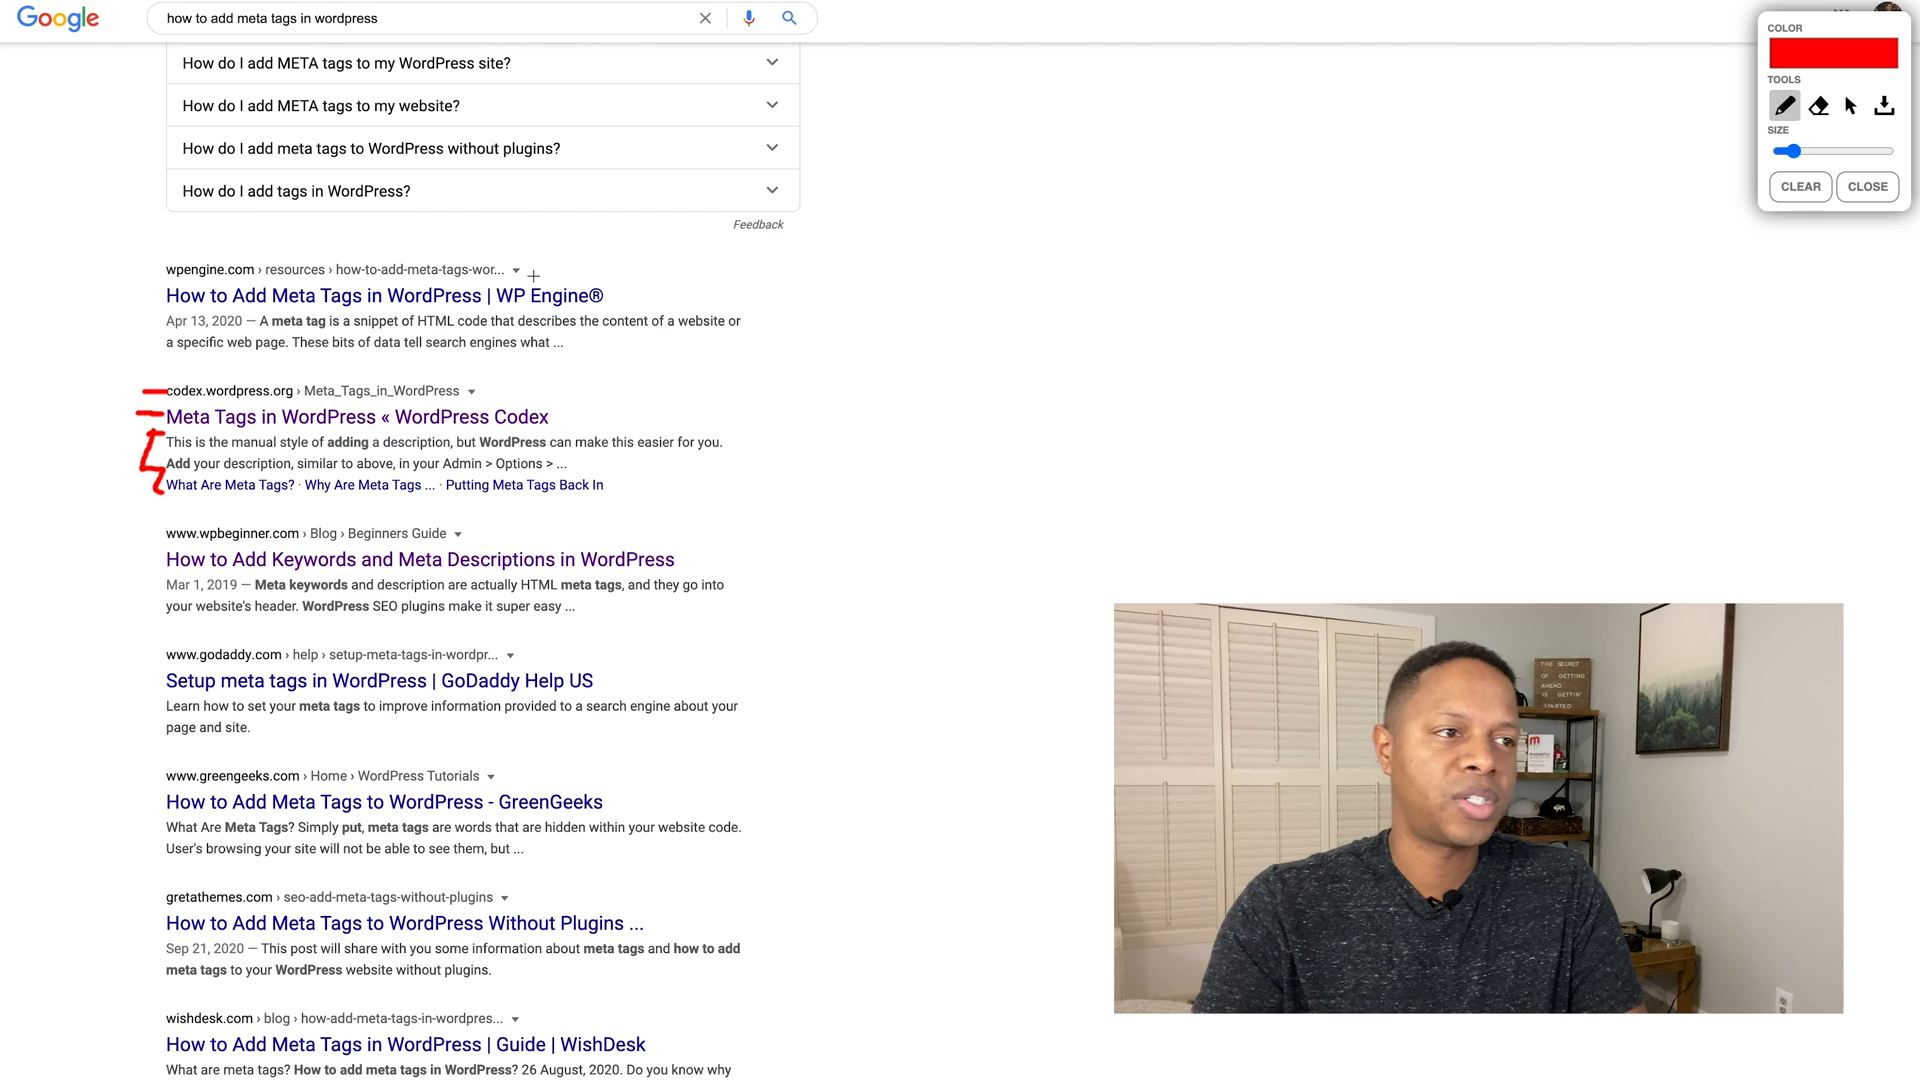 Google
how to add meta tags in wordpress
How do I add META tags to my WordPress site?
How do I add META tags to my website?
How do I add meta tags to WordPress without plugins?
How do I add tags in WordPress?
Feedback
wpengine.com › resources › how-to-add-meta-tags-wor...
How to Add Meta Tags in WordPress | WP Engine®
Apr 13, 2020 — A meta tag is a snippet of HTML code that describes the content of a website or
a specific web page. These bits of data tell search engines what ...
codex.wordpress.org › Meta_Tags_in_WordPress
Meta Tags in WordPress « WordPress Codex
This is the manual style of adding a description, but WordPress can make this easier for you.
Add your description, similar to above, in your Admin > Options > ...
What Are Meta Tags? · Why Are Meta Tags ... · Putting Meta Tags Back In
www.wpbeginner.com › Blog › Beginners Guide
How to Add Keywords and Meta Descriptions in WordPress
Mar 1, 2019 — Meta keywords and description are actually HTML meta tags, and they go into
your website's header. WordPress SEO plugins make it super easy ...
www.godaddy.com › help › setup-meta-tags-in-wordpr...
Setup meta tags in WordPress | GoDaddy Help US
Learn how to set your meta tags to improve information provided to a search engine about your
page and site.
www.greengeeks.com › Home › WordPress Tutorials
How to Add Meta Tags to WordPress - GreenGeeks
What Are Meta Tags? Simply put, meta tags are words that are hidden within your website code.
User's browsing your site will not be able to see them, but ...
gretathemes.com › seo-add-meta-tags-without-plugins
How to Add Meta Tags to WordPress Without Plugins ...
Sep 21, 2020 — This post will share with you some information about meta tags and how to add
meta tags to your WordPress website without plugins.
wishdesk.com › blog › how-add-meta-tags-in-wordpres...
How to Add Meta Tags in WordPress | Guide | WishDesk
What are meta tags? How to add meta tags in WordPress? 26 August, 2020. Do you know why
COLOR
TOOLS
SIZE
CLEAR CLOSE
THE SECRET
OF GETTING
AHEAD
IS GETTIN'
STARTED